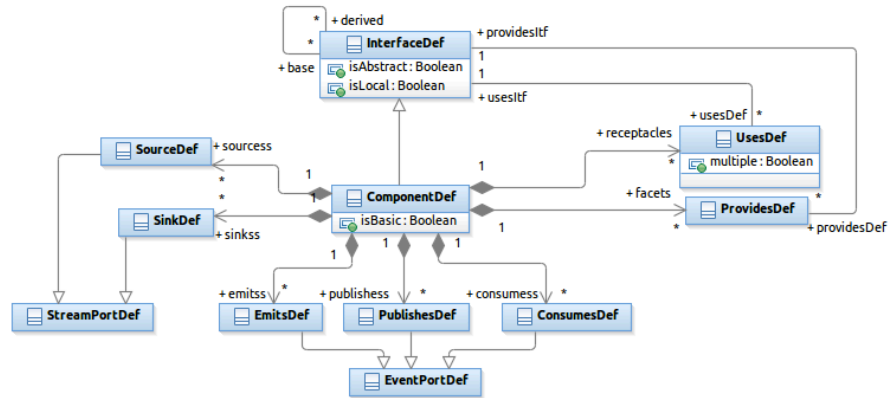 * + derived
+ providesItf
* InterfaceDef
+ base isAbstract : Boolean 1
isLocal : Boolean 1
+ usesItf
+ usesDef *
+ sourcess + receptacles UsesDef
SourceDef multiple : Boolean
* 1 1 *
* 1 ComponentDef + facets *
SinkDef isBasic : Boolean 1 ProvidesDef
+ sinkss * + providesDef
1 1 1
+ emitss * + publishess * + consumess *
StreamPortDef EmitsDef PublishesDef ConsumesDef
EventPortDef